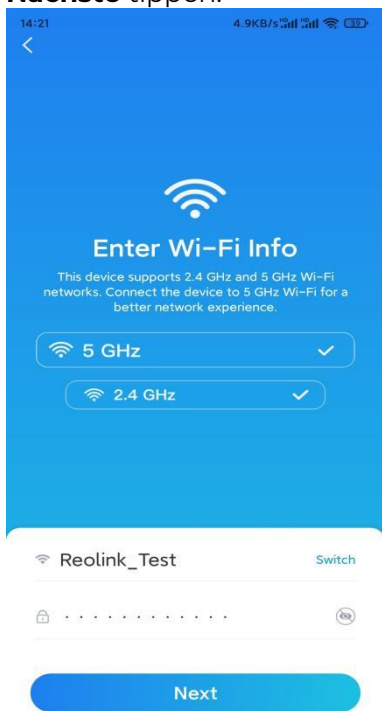 Nächste tippen.
14:21
4.9KB/s
39
Enter Wi-Fi Info
This device supports 2.4 GHz and 5 GHz Wi-Fi
networks. Connect the device to 5 GHz Wi-Fi for a
better network experience.
5 GHz
2.4 GHz
Reolink_Test
Switch
············
Next